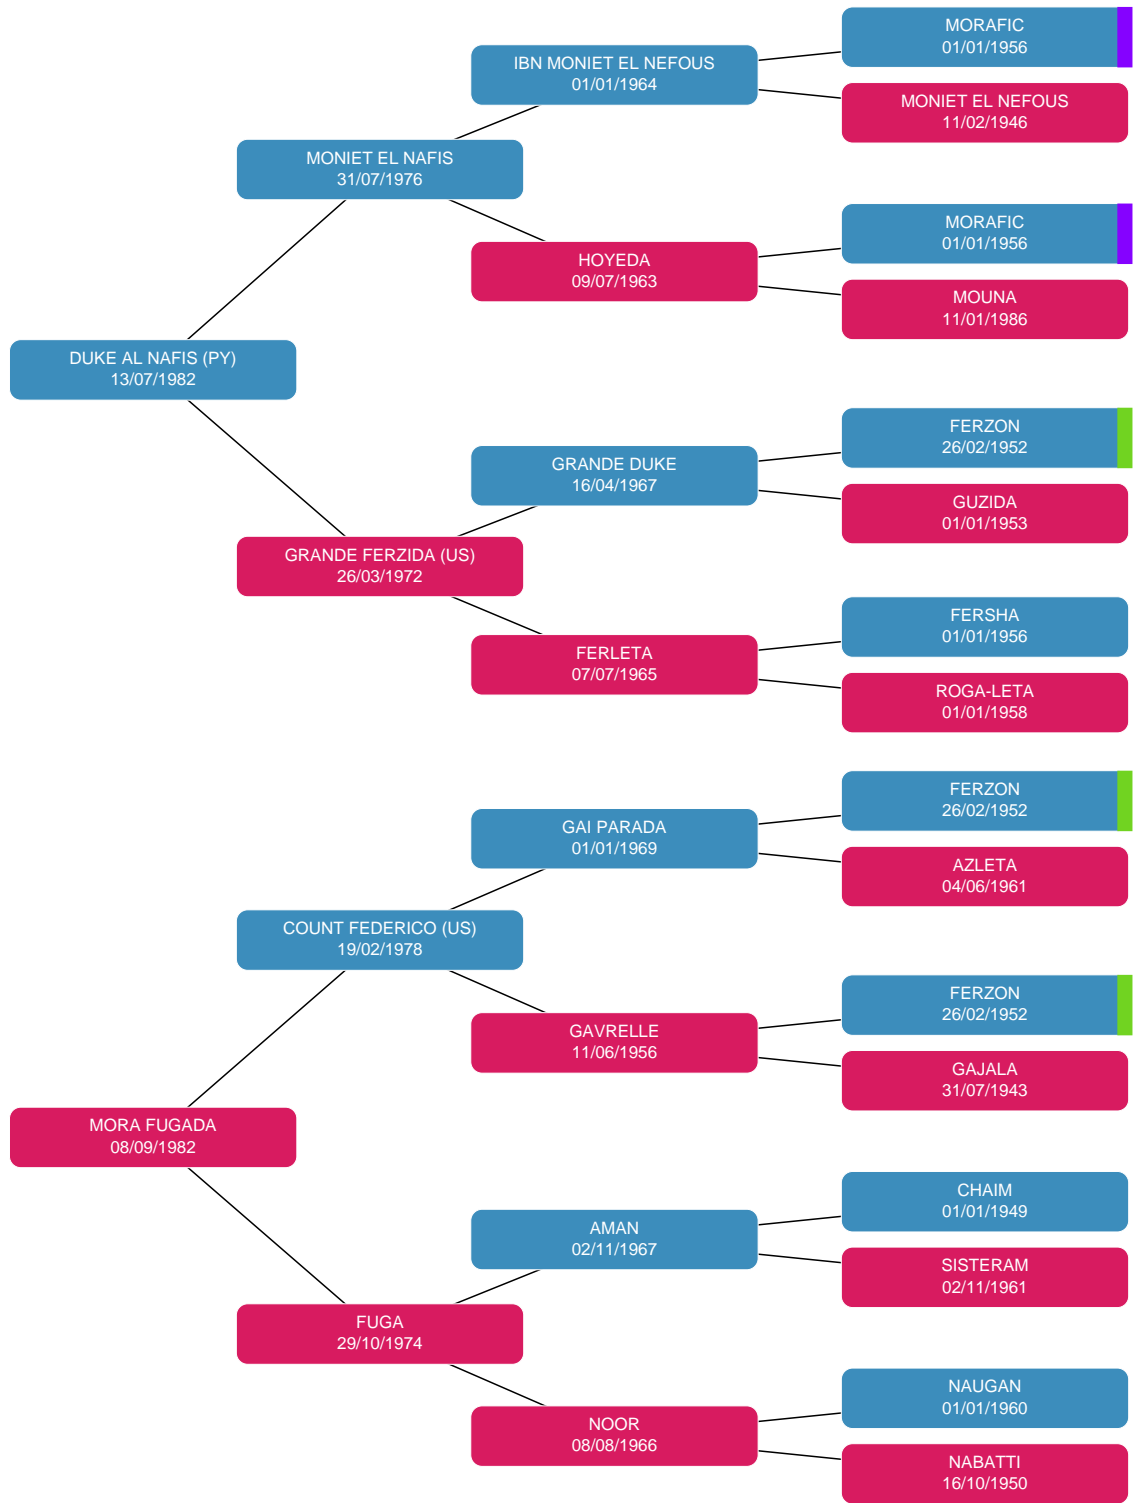 MORAFIC
01/01/1956
IBN MONIET EL NEFOUS
01/01/1964
MONIET EL NEFOUS
11/02/1946
MONIET EL NAFIS
31/07/1976
MORAFIC
01/01/1956
HOYEDA
09/07/1963
MOUNA
11/01/1986
DUKE AL NAFIS (PY)
13/07/1982
FERZON
26/02/1952
GRANDE DUKE
16/04/1967
GUZIDA
01/01/1953
GRANDE FERZIDA (US)
26/03/1972
FERSHA
01/01/1956
FERLETA
07/07/1965
ROGA-LETA
01/01/1958
FERZON
26/02/1952
GAI PARADA
01/01/1969
AZLETA
04/06/1961
COUNT FEDERICO (US)
19/02/1978
FERZON
26/02/1952
GAVRELLE
11/06/1956
GAJALA
31/07/1943
MORA FUGADA
08/09/1982
CHAIM
01/01/1949
AMAN
02/11/1967
SISTERAM
02/11/1961
FUGA
29/10/1974
NAUGAN
01/01/1960
NOOR
08/08/1966
NABATTI
16/10/1950